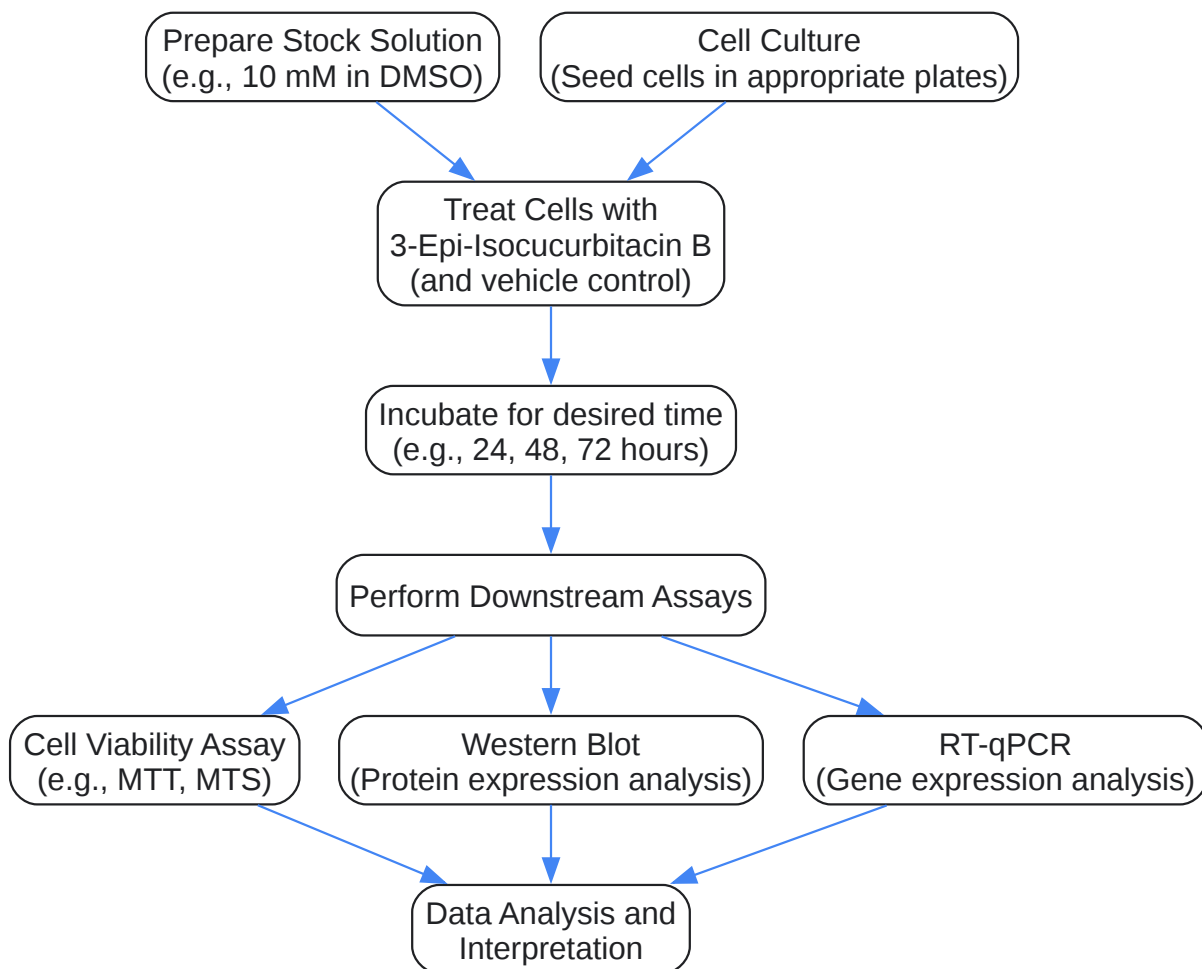 Prepare Stock Solution
(e.g., 10 mM in DMSO)
Cell Culture
(Seed cells in appropriate plates)
Treat Cells with
3-Epi-Isocucurbitacin B
(and vehicle control)
Incubate for desired time
(e.g., 24, 48, 72 hours)
Perform Downstream Assays
Cell Viability Assay
(e.g., MTT, MTS)
Western Blot
(Protein expression analysis)
RT-qPCR
(Gene expression analysis)
Data Analysis and
Interpretation